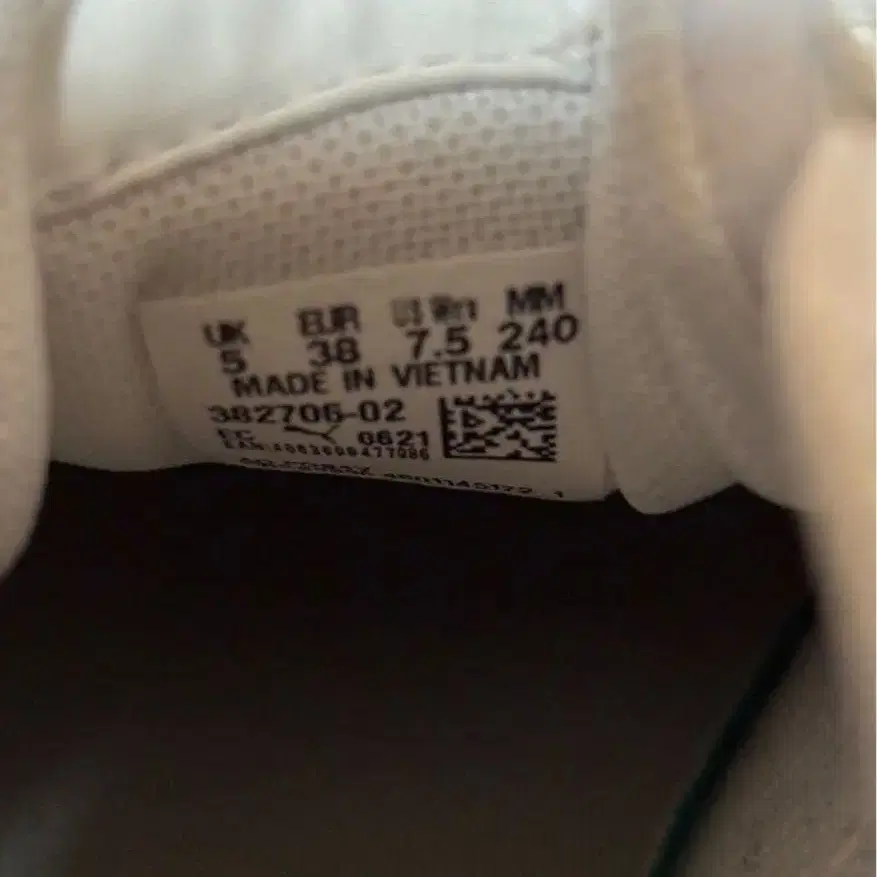 UK EUR US Wn MM
5 38 7.5 240
MADE IN VIETNAM
382706-02
0621